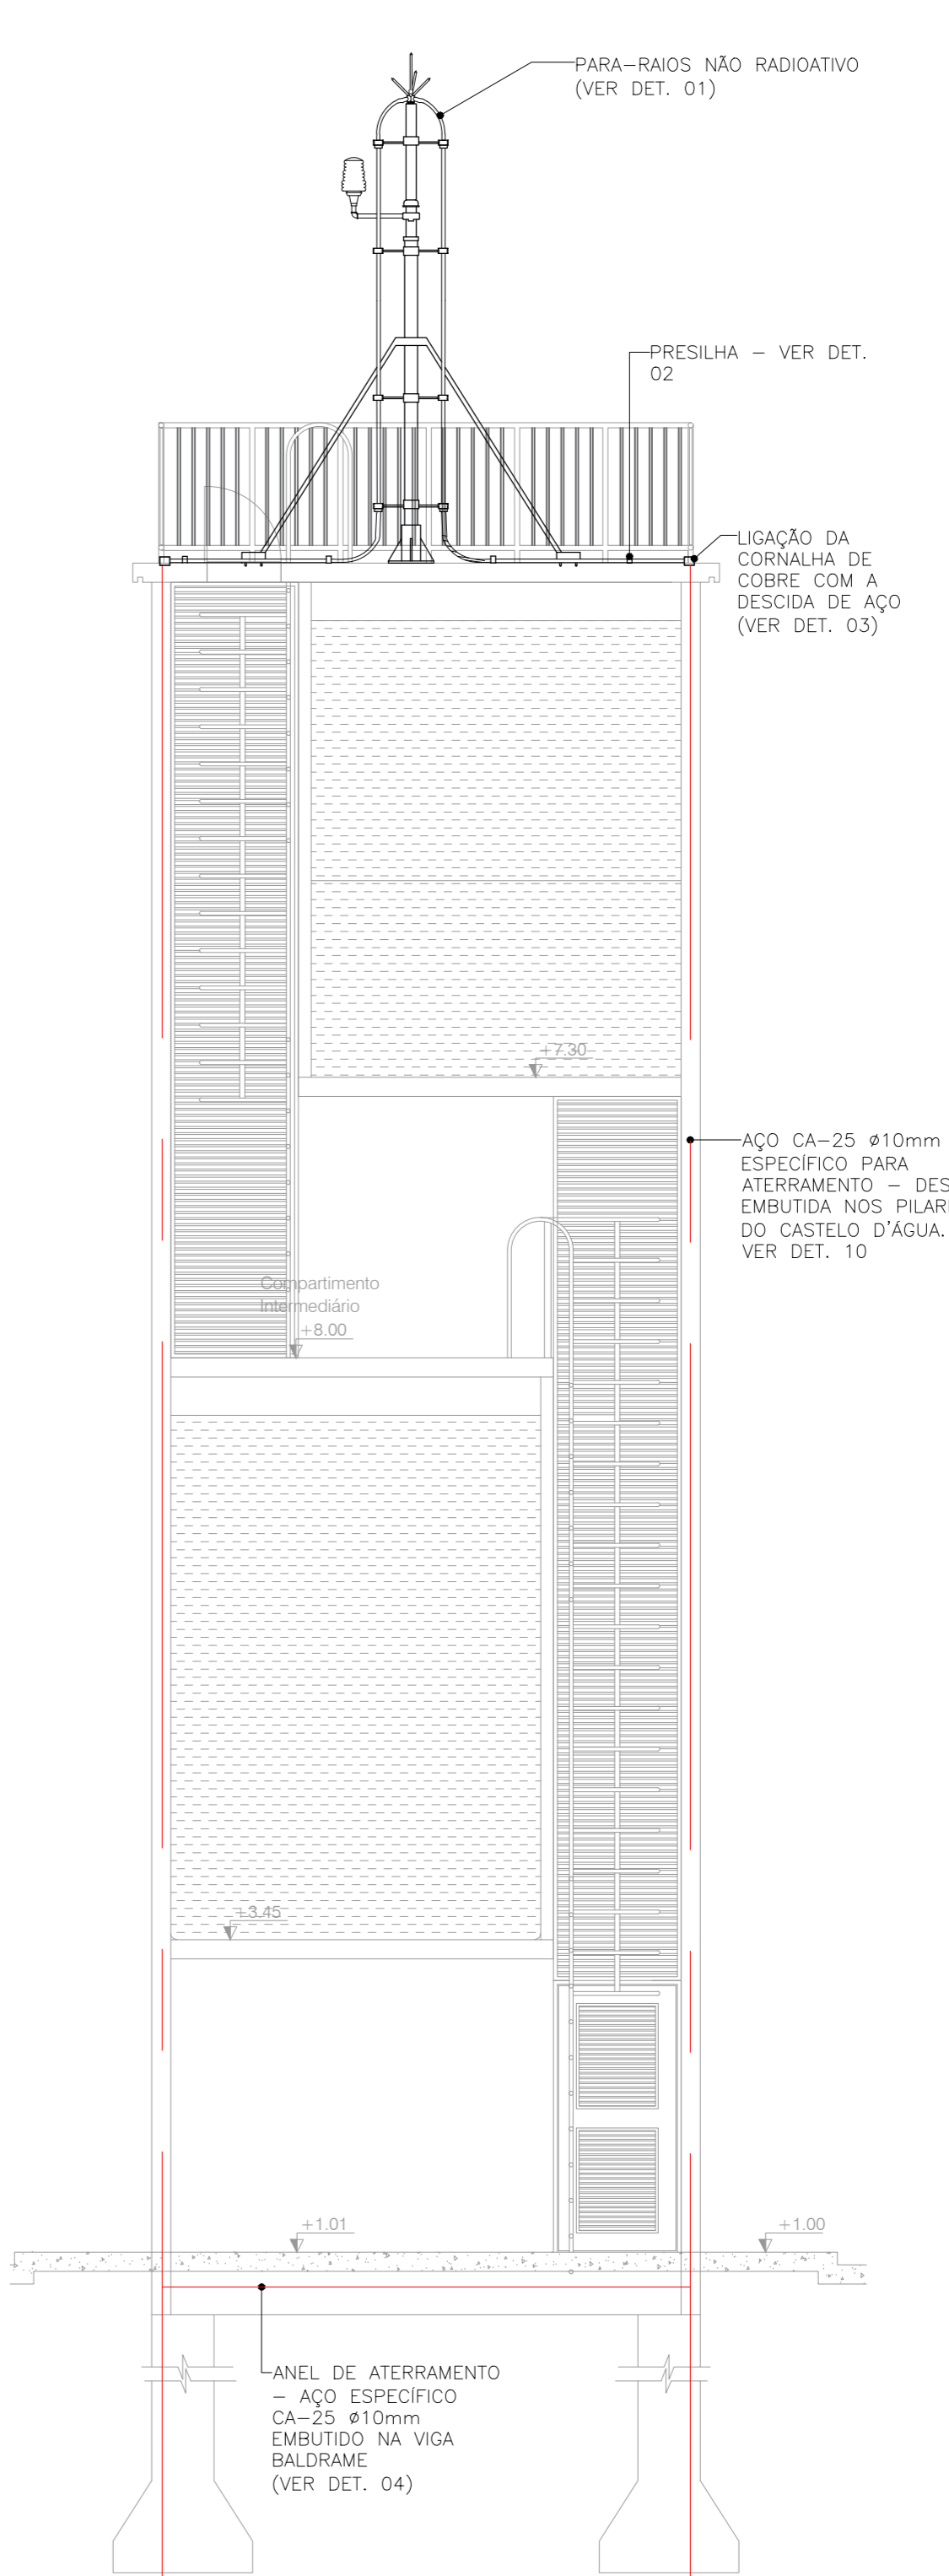 PARA-RAIOS NÃO RADIOATIVO
(VER DET. 01)
PRESILHA - VER DET.
02
LIGAÇÃO DA
CORNALHA DE
COBRE COM A
DESCIDA DE AÇO
(VER DET. 03)
+7.30
AÇO CA-25 ø10mm
ESPECÍFICO PARA
ATERRAMENTO - DES
EMBUTIDA NOS PILAR
DO CASTELO D'ÁGUA.
VER DET. 10
Compartimento
Intermediário
+8.00
+3.45
+1.01
+1.00
ANEL DE ATERRAMENTO
- AÇO ESPECÍFICO
CA-25 ø10mm
EMBUTIDO NA VIGA
BALDRAME
(VER DET. 04)